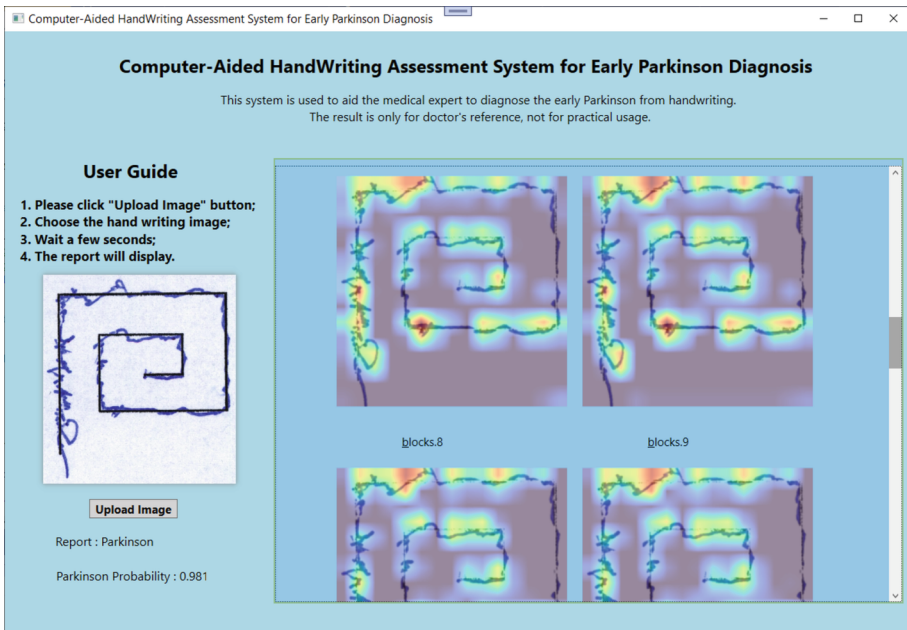 Computer-Aided HandWriting Assessment System for Early Parkinson Diagnosis
Computer-Aided HandWriting Assessment System for Early Parkinson Diagnosis
This system is used to aid the medical expert to diagnose the early Parkinson from handwriting.
The result is only for doctor's reference, not for practical usage.
User Guide
1. Please click "Upload Image" button;
2. Choose the hand writing image;
3. Wait a few seconds;
4. The report will display.
Upload Image
Report : Parkinson
Parkinson Probability : 0.981
blocks.8
blocks.9